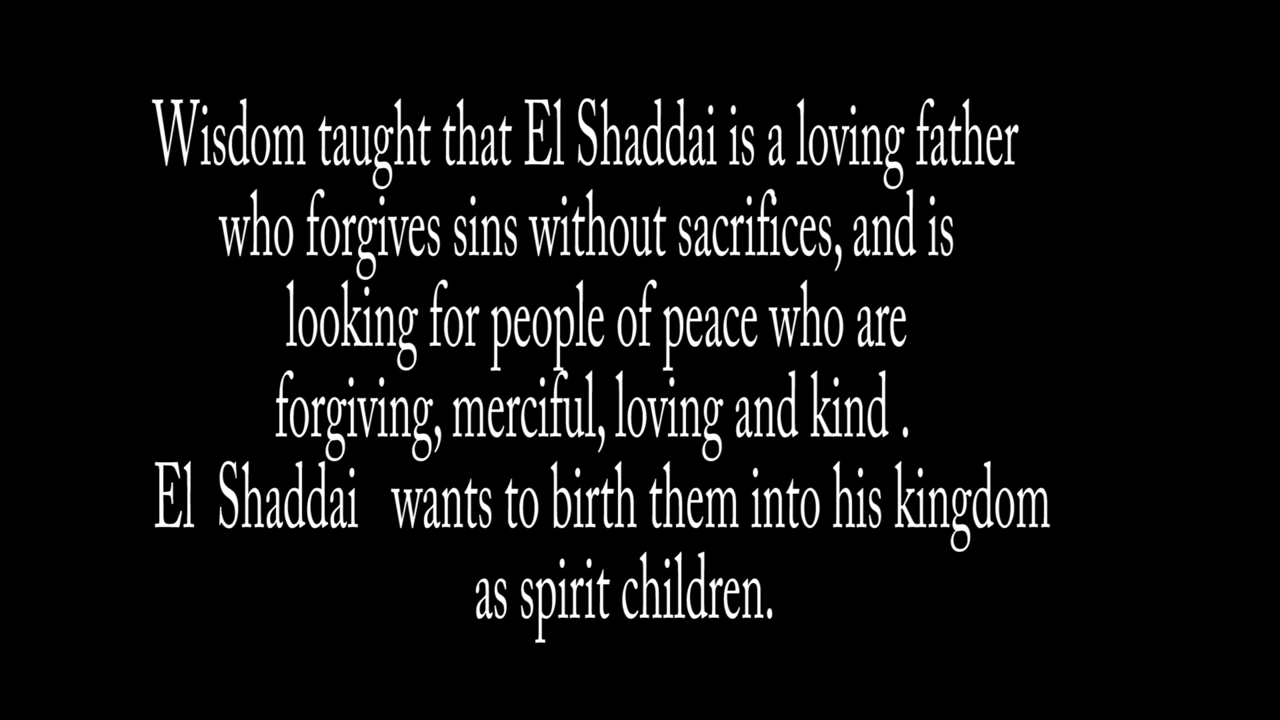 Wisdom taught that El Shaddai is a loving father
who forgives sins without sacrifices, and is
looking for people of peace who are
forgiving, merciful, loving and kind .
El  Shaddai   wants to birth them into his kingdom
as spirit children.